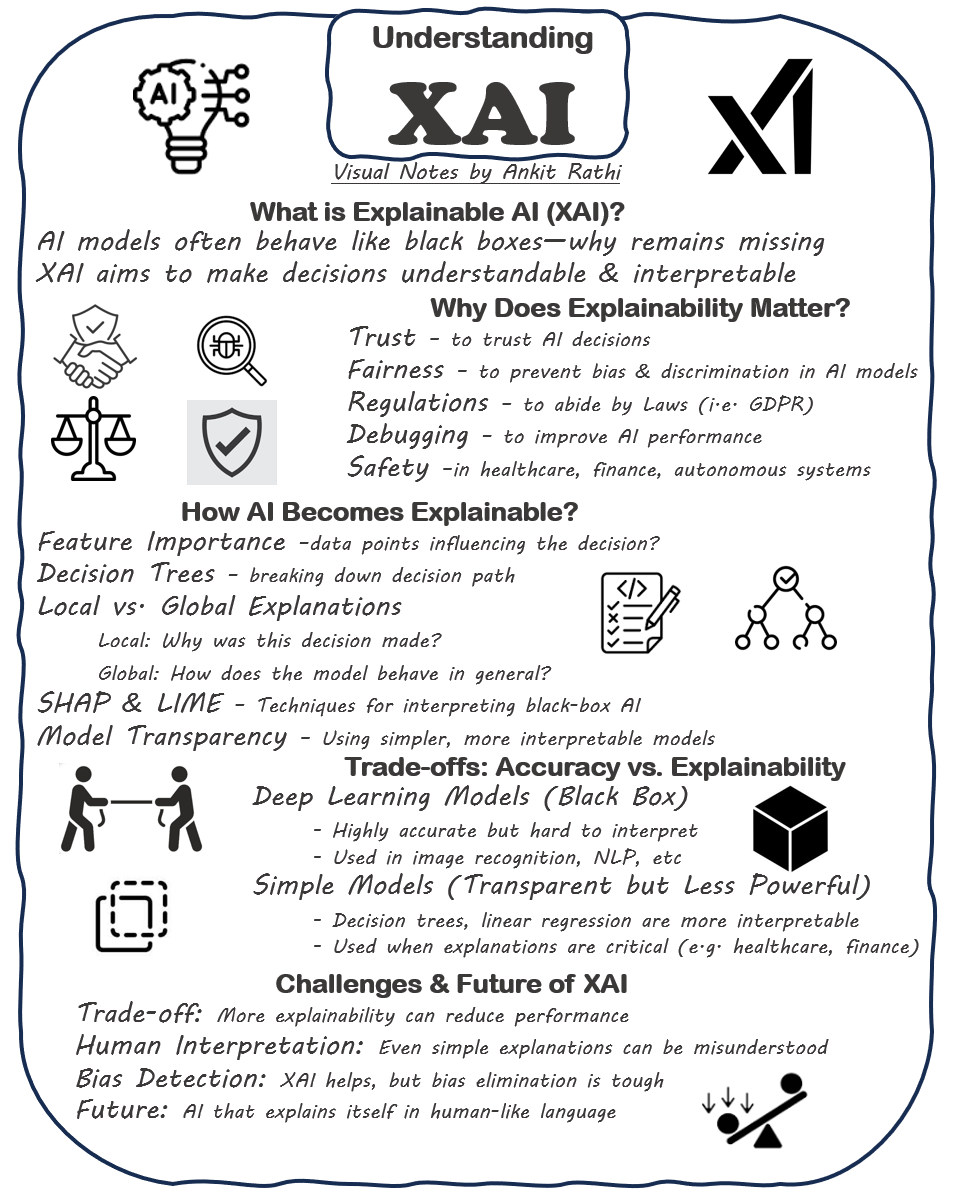 Understanding
XAI
Visual Notes by Ankit Rathi
AI
XI
What is Explainable AI (XAI)?
AI models often behave like black boxes—why remains missing
XAI aims to make decisions understandable & interpretable
Why Does Explainability Matter?
Trust - to trust AI decisions
Fairness - to prevent bias & discrimination in AI models
Regulations - to abide by Laws (i.e. GDPR)
Debugging - to improve AI performance
Safety -in healthcare, finance, autonomous systems
How AI Becomes Explainable?
Feature Importance -data points influencing the decision?
Decision Trees - breaking down decision path
Local vs. Global Explanations
Local: Why was this decision made?
Global: How does the model behave in general?
</>
SHAP & LIME - Techniques for interpreting black-box AI
Model Transparency - Using simpler, more interpretable models
Trade-offs: Accuracy vs. Explainability
Deep Learning Models (Black Box)
- Highly accurate but hard to interpret
- Used in image recognition, NLP, etc
Simple Models (Transparent but Less Powerful)
- Decision trees, linear regression are more interpretable
- Used when explanations are critical (e.g. healthcare, finance)
Challenges & Future of XAI
Trade-off: More explainability can reduce performance
Human Interpretation: Even simple explanations can be misunderstood
Bias Detection: XAI helps, but bias elimination is tough
Future: AI that explains itself in human-like language